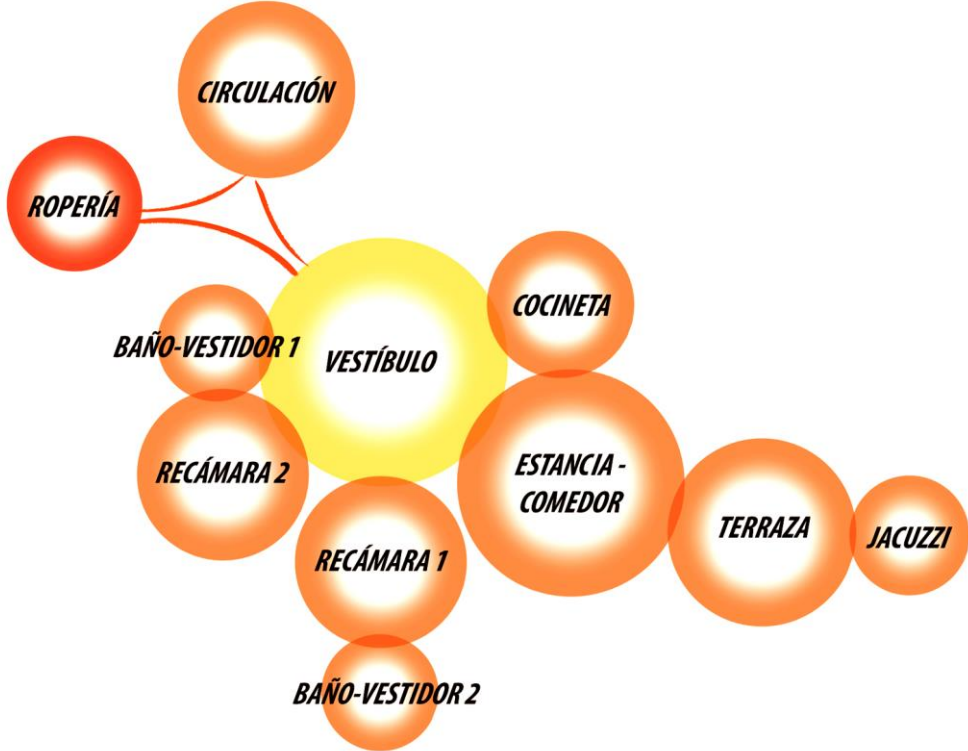 CIRCULACIÓN
ROPERÍA
COCINETA
BAÑO-VESTIDOR 1
VESTÍBULO
RECÁMARA 2
ESTANCIA -
COMEDOR
TERRAZA
JACUZZI
RECÁMARA 1
BAÑO-VESTIDOR 2